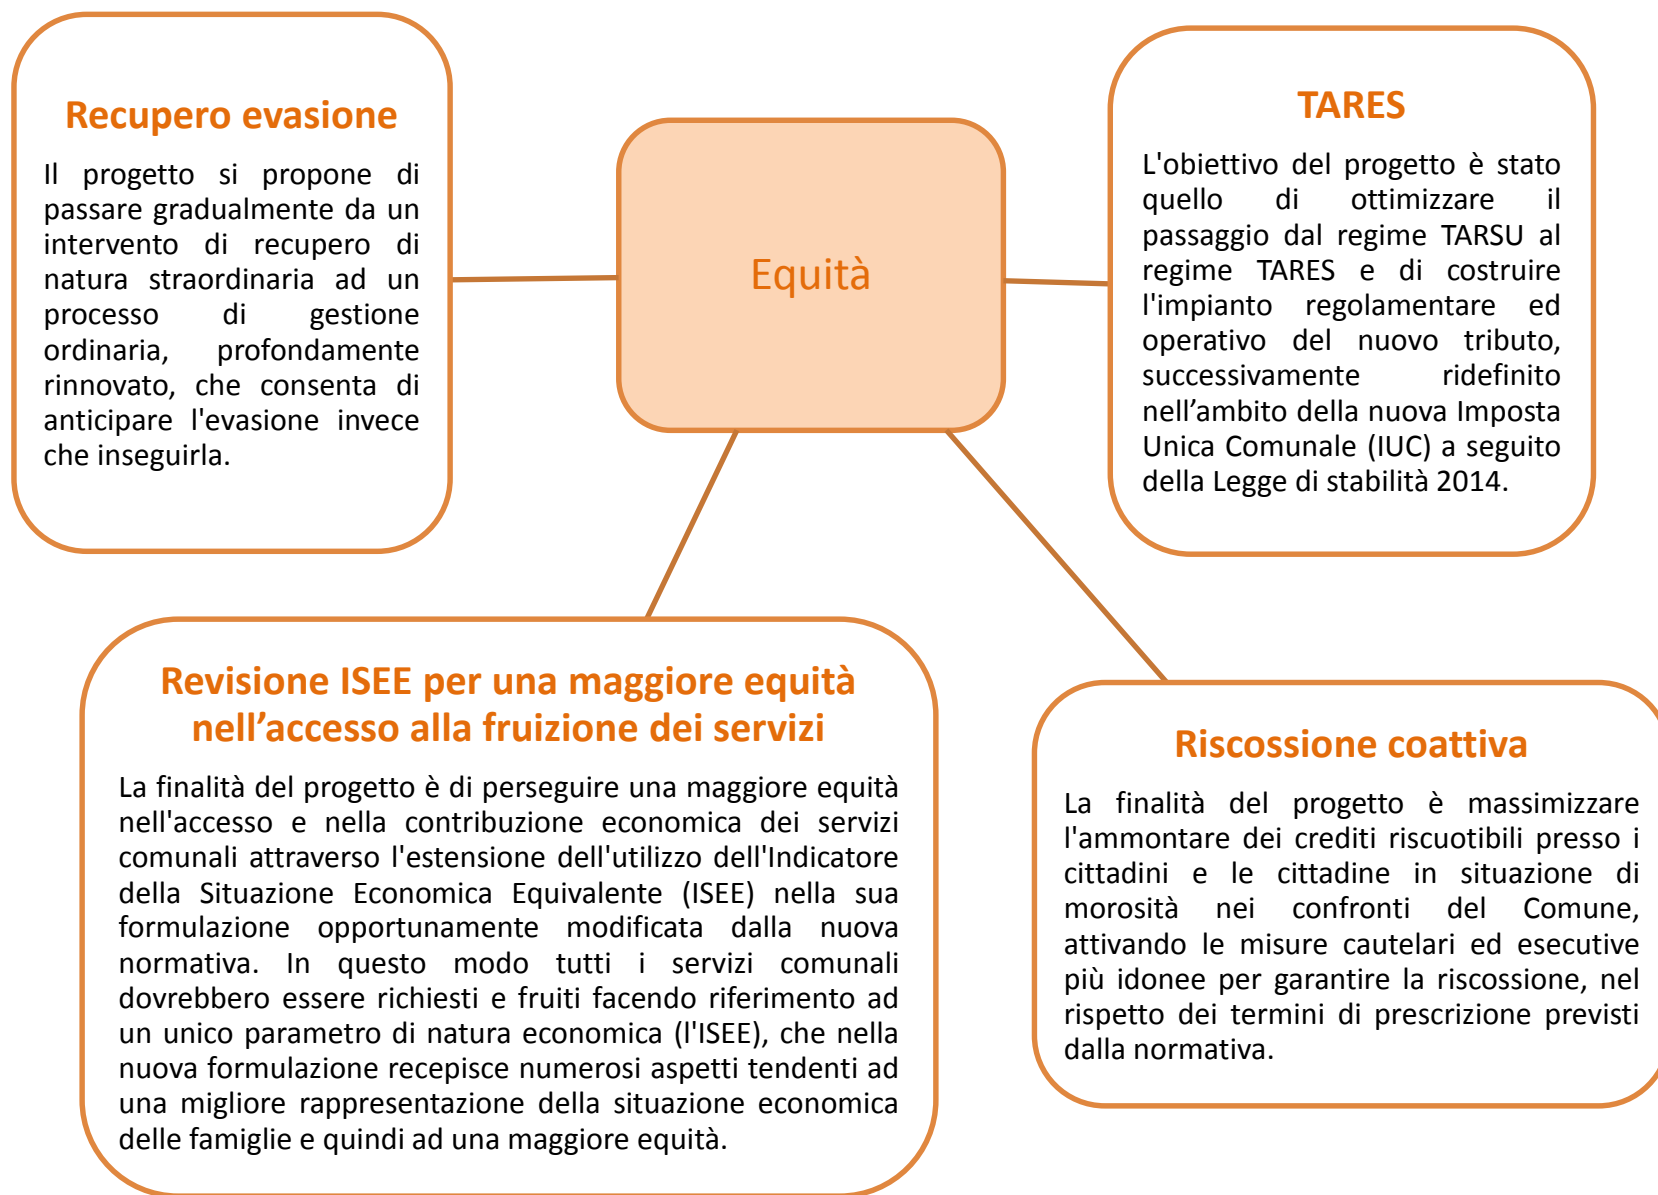 Recupero evasione
Il progetto si propone di
passare gradualmente da un
intervento di recupero di
natura straordinaria ad un
processo di gestione
ordinaria, profondamente
rinnovato, che consenta di
anticipare l'evasione invece
che inseguirla.
Equità
TARES
L'obiettivo del progetto è stato
quello di ottimizzare il
passaggio dal regime TARSU al
regime TARES e di costruire
l'impianto regolamentare ed
operativo del nuovo tributo,
successivamente ridefinito
nell’ambito della nuova Imposta
Unica Comunale (IUC) a seguito
della Legge di stabilità 2014.
Revisione ISEE per una maggiore equità
nell’accesso alla fruizione dei servizi
La finalità del progetto è di perseguire una maggiore equità
nell'accesso e nella contribuzione economica dei servizi
comunali attraverso l'estensione dell'utilizzo dell'Indicatore
della Situazione Economica Equivalente (ISEE) nella sua
formulazione opportunamente modificata dalla nuova
normativa. In questo modo tutti i servizi comunali
dovrebbero essere richiesti e fruiti facendo riferimento ad
un unico parametro di natura economica (l'ISEE), che nella
nuova formulazione recepisce numerosi aspetti tendenti ad
una migliore rappresentazione della situazione economica
delle famiglie e quindi ad una maggiore equità.
Riscossione coattiva
La finalità del progetto è massimizzare
l'ammontare dei crediti riscuotibili presso i
cittadini e le cittadine in situazione di
morosità nei confronti del Comune,
attivando le misure cautelari ed esecutive
più idonee per garantire la riscossione, nel
rispetto dei termini di prescrizione previsti
dalla normativa.